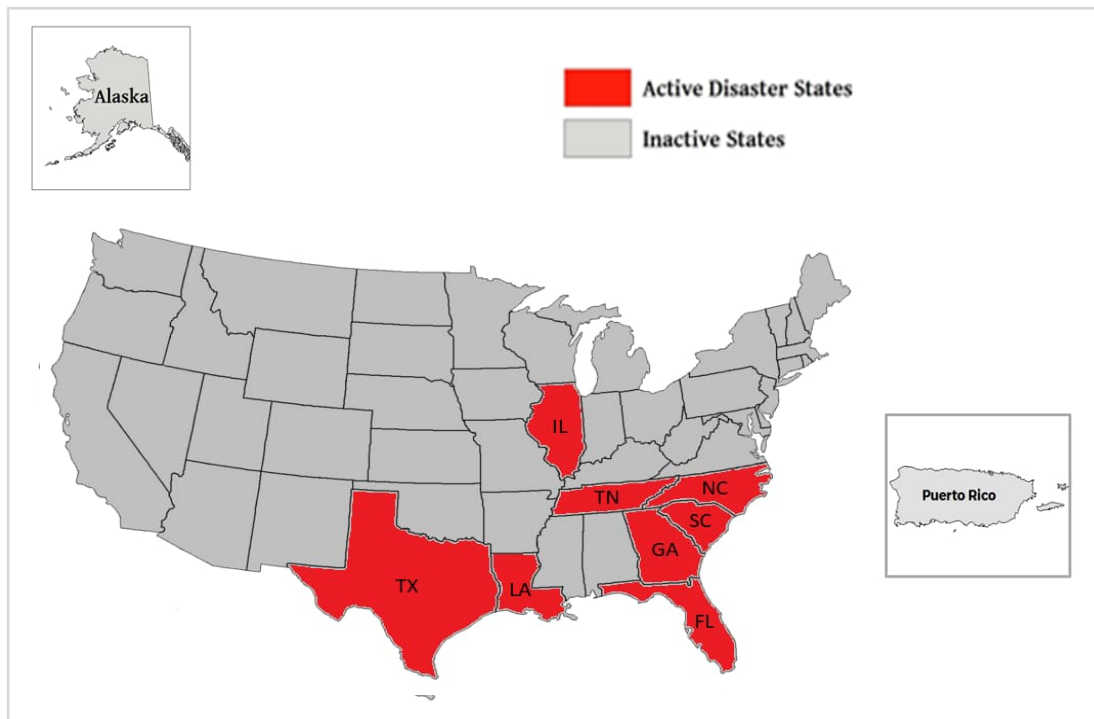 Alaska
Active Disaster States
Inactive States
IL
TN
NC
SC
GA
TX
LA
FL
Puerto Rico